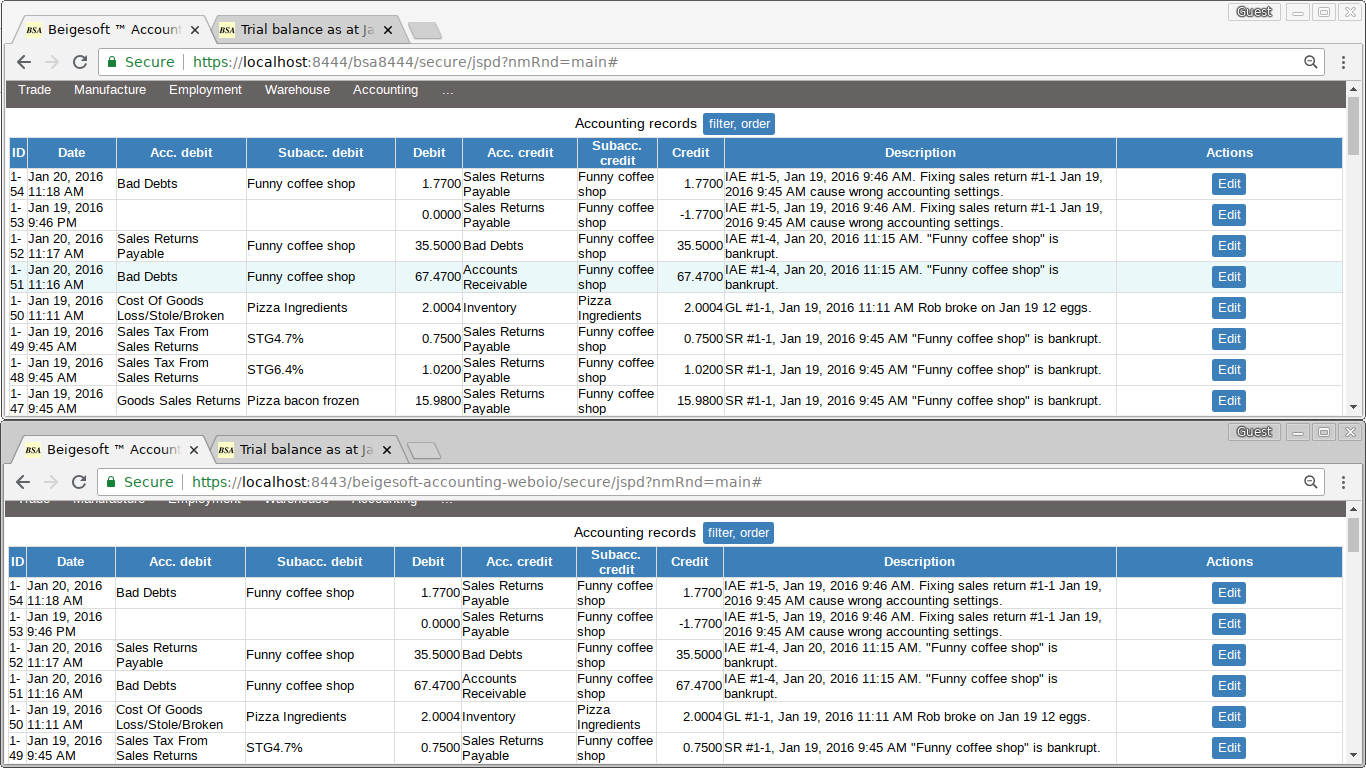 Guest
BSA Beigesoft ™ Account
BSA Trial balance as at Ja
Secure https://localhost:8444/bsa8444/secure/jspd?nmRnd=main#
Trade Manufacture Employment Warehouse Accounting ...
Accounting records filter, order
ID Date Acc. debit Subacc. debit Debit Acc. credit Subacc. credit Credit Description Actions
1-54 Jan 20, 2016 11:18 AM Bad Debts Funny coffee shop 1.7700 Sales Returns Payable Funny coffee shop 1.7700 IAE #1-5, Jan 19, 2016 9:46 AM. Fixing sales return #1-1 Jan 19, 2016 9:45 AM cause wrong accounting settings. Edit
1-53 Jan 19, 2016 9:46 PM 0.0000 Sales Returns Payable Funny coffee shop -1.7700 IAE #1-5, Jan 19, 2016 9:46 AM. Fixing sales return #1-1 Jan 19, 2016 9:45 AM cause wrong accounting settings. Edit
1-52 Jan 20, 2016 11:17 AM Sales Returns Payable Funny coffee shop 35.5000 Bad Debts Funny coffee shop 35.5000 IAE #1-4, Jan 20, 2016 11:15 AM. "Funny coffee shop" is bankrupt. Edit
1-51 Jan 20, 2016 11:16 AM Bad Debts Funny coffee shop 67.4700 Accounts Receivable Funny coffee shop 67.4700 IAE #1-4, Jan 20, 2016 11:15 AM. "Funny coffee shop" is bankrupt. Edit
1-50 Jan 19, 2016 11:11 AM Cost Of Goods Loss/Stole/Broken Pizza Ingredients 2.0004 Inventory Pizza Ingredients 2.0004 GL #1-1, Jan 19, 2016 11:11 AM Rob broke on Jan 19 12 eggs. Edit
1-49 Jan 19, 2016 9:45 AM Sales Tax From Sales Returns STG4.7% 0.7500 Sales Returns Payable Funny coffee shop 0.7500 SR #1-1, Jan 19, 2016 9:45 AM "Funny coffee shop" is bankrupt. Edit
1-48 Jan 19, 2016 9:45 AM Sales Tax From Sales Returns STG6.4% 1.0200 Sales Returns Payable Funny coffee shop 1.0200 SR #1-1, Jan 19, 2016 9:45 AM "Funny coffee shop" is bankrupt. Edit
1-47 Jan 19, 2016 9:45 AM Goods Sales Returns Pizza bacon frozen 15.9800 Sales Returns Payable Funny coffee shop 15.9800 SR #1-1, Jan 19, 2016 9:45 AM "Funny coffee shop" is bankrupt. Edit
Guest
BSA Beigesoft ™ Account
BSA Trial balance as at Ja
Secure https://localhost:8443/beigesoft-accounting-weboio/secure/jspd?nmRnd=main#
Trade Manufacture Employment Warehouse Accounting ...
Accounting records filter, order
ID Date Acc. debit Subacc. debit Debit Acc. credit Subacc. credit Credit Description Actions
1-54 Jan 20, 2016 11:18 AM Bad Debts Funny coffee shop 1.7700 Sales Returns Payable Funny coffee shop 1.7700 IAE #1-5, Jan 19, 2016 9:46 AM. Fixing sales return #1-1 Jan 19, 2016 9:45 AM cause wrong accounting settings. Edit
1-53 Jan 19, 2016 9:46 PM 0.0000 Sales Returns Payable Funny coffee shop -1.7700 IAE #1-5, Jan 19, 2016 9:46 AM. Fixing sales return #1-1 Jan 19, 2016 9:45 AM cause wrong accounting settings. Edit
1-52 Jan 20, 2016 11:17 AM Sales Returns Payable Funny coffee shop 35.5000 Bad Debts Funny coffee shop 35.5000 IAE #1-4, Jan 20, 2016 11:15 AM. "Funny coffee shop" is bankrupt. Edit
1-51 Jan 20, 2016 11:16 AM Bad Debts Funny coffee shop 67.4700 Accounts Receivable Funny coffee shop 67.4700 IAE #1-4, Jan 20, 2016 11:15 AM. "Funny coffee shop" is bankrupt. Edit
1-50 Jan 19, 2016 11:11 AM Cost Of Goods Loss/Stole/Broken Pizza Ingredients 2.0004 Inventory Pizza Ingredients 2.0004 GL #1-1, Jan 19, 2016 11:11 AM Rob broke on Jan 19 12 eggs. Edit
1-49 Jan 19, 2016 9:45 AM Sales Tax From Sales Returns STG4.7% 0.7500 Sales Returns Payable Funny coffee shop 0.7500 SR #1-1, Jan 19, 2016 9:45 AM "Funny coffee shop" is bankrupt. Edit